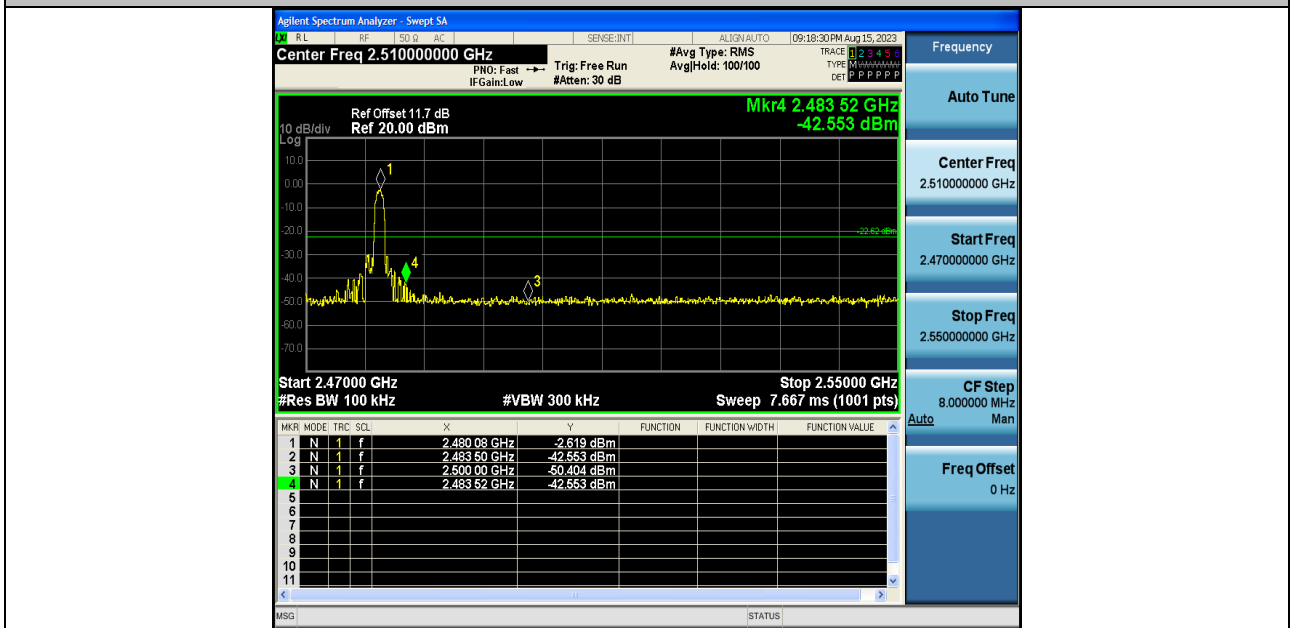 Agilent Spectrum Analyzer - Swept SA
RL RF 50 Ω AC SENSE:INT ALIGN AUTO 09:18:30 PM Aug 15, 2023
Center Freq 2.510000000 GHz
PNO: Fast
IFGain:Low
Trig: Free Run
#Atten: 30 dB
#Avg Type: RMS
Avg|Hold: 100/100
TRACE 1 2 3 4 5 6
TYPE M
DET P P P P P P
Mkr4 2.483 52 GHz
-42.553 dBm
Ref Offset 11.7 dB
10 dB/div Ref 20.00 dBm
Log
10.0
0.00
-10.0
-20.0
-30.0
-40.0
-50.0
-60.0
-70.0
1
4
3
-22.62 dBm
Start 2.47000 GHz Stop 2.55000 GHz
#Res BW 100 kHz #VBW 300 kHz Sweep 7.667 ms (1001 pts)
MKR MODE TRC SCL X Y FUNCTION FUNCTION WIDTH FUNCTION VALUE
1 N 1 f 2.480 08 GHz -2.619 dBm
2 N 1 f 2.483 50 GHz -42.553 dBm
3 N 1 f 2.500 00 GHz -50.404 dBm
4 N 1 f 2.483 52 GHz -42.553 dBm
5
6
7
8
9
10
11
MSG STATUS
Frequency
Auto Tune
Center Freq
2.510000000 GHz
Start Freq
2.470000000 GHz
Stop Freq
2.550000000 GHz
CF Step
8.000000 MHz
Auto Man
Freq Offset
0 Hz